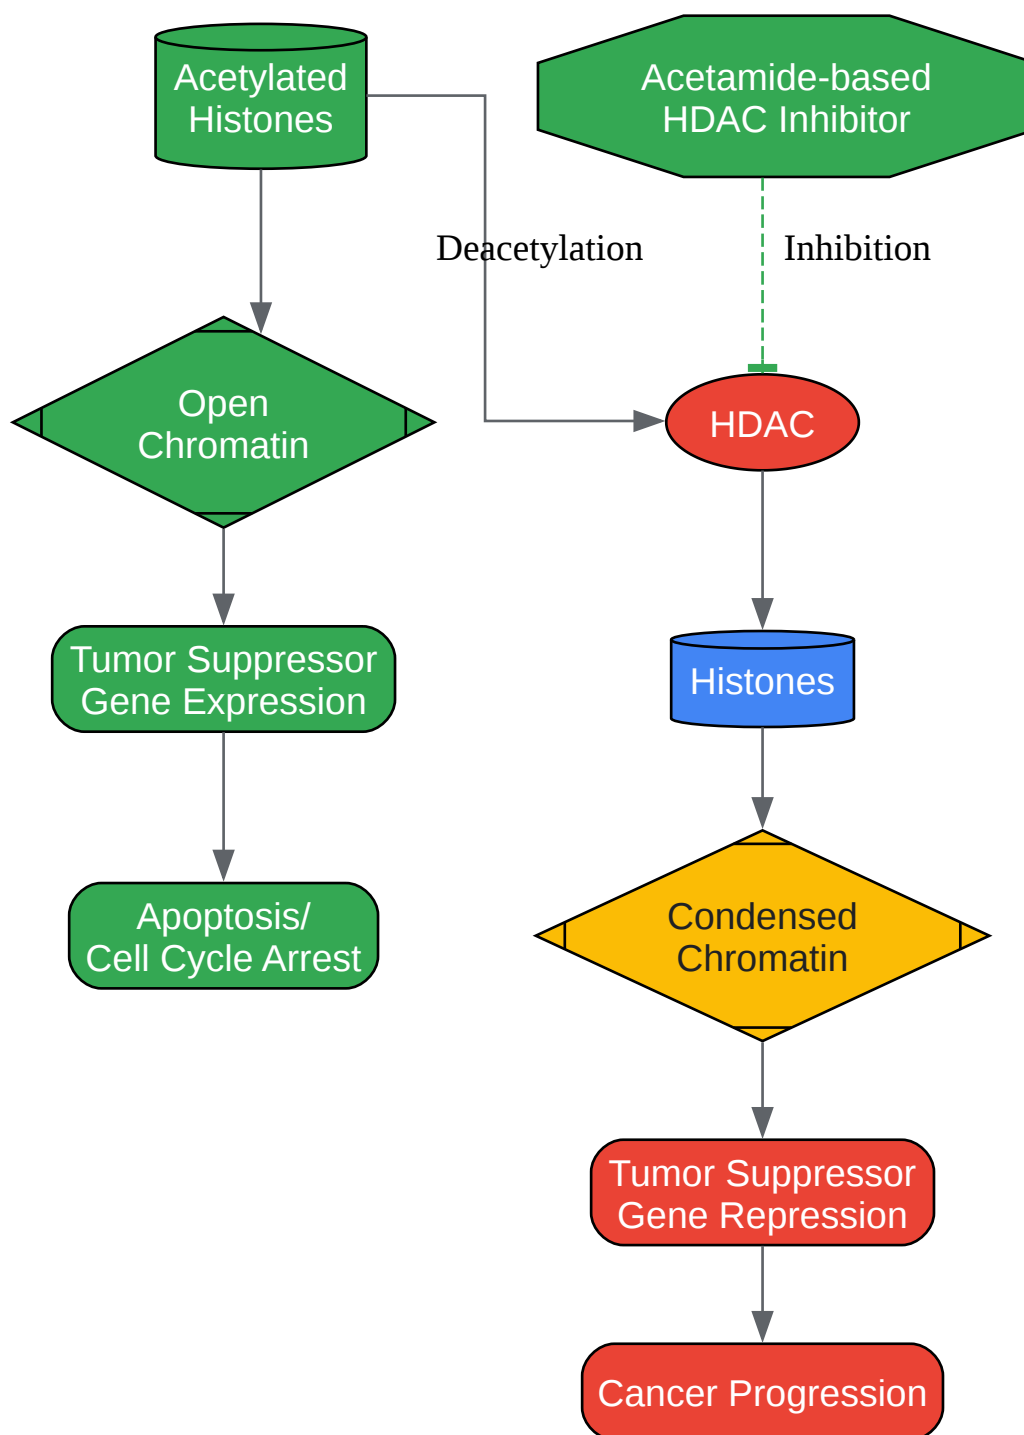 Acetylated
Histones
Acetamide-based
HDAC Inhibitor
Deacetylation
Inhibition
Open
Chromatin
HDAC
Tumor Suppressor
Gene Expression
Histones
Apoptosis/
Cell Cycle Arrest
Condensed
Chromatin
Tumor Suppressor
Gene Repression
Cancer Progression